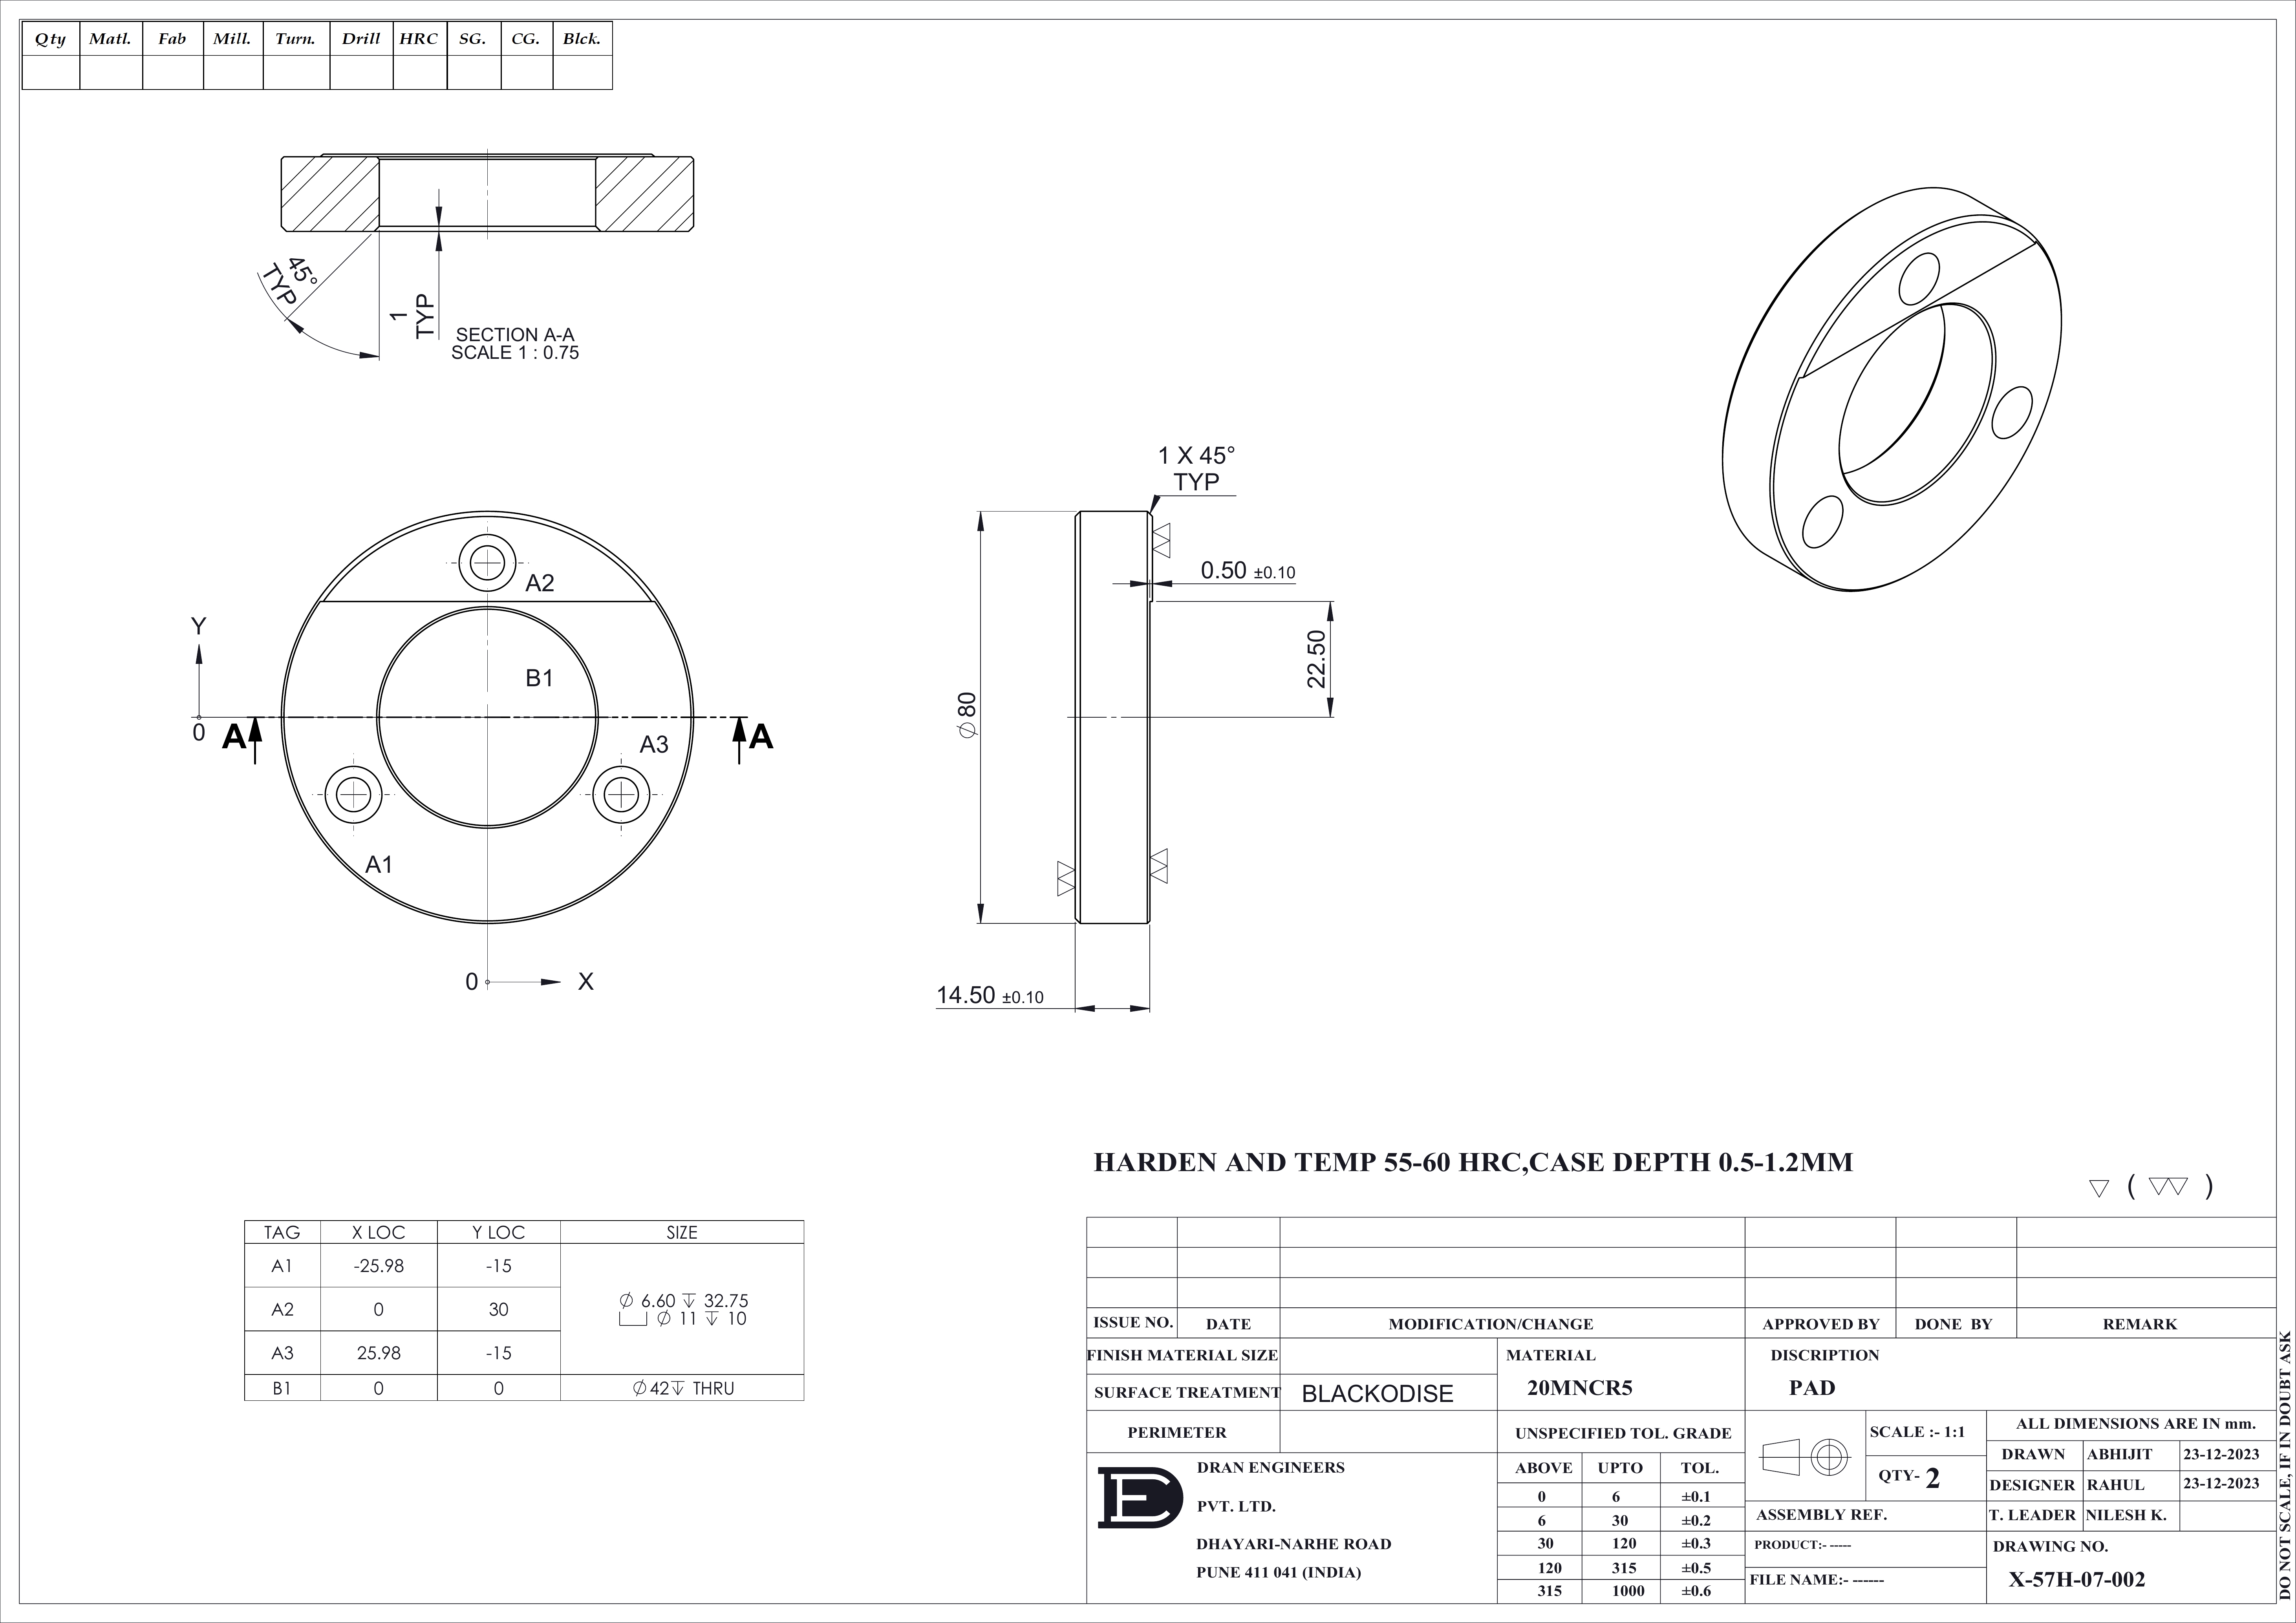 Qty Matl. Fab Mill. Turn. Drill HRC SG. CG. Blck.
45°
TYP
1
TYP
SECTION A-A
SCALE 1 : 0.75
1 X 45°
TYP
0.50 ±0.10
22.50
⌀ 80
14.50 ±0.10
A2
B1
Y
0
A
A
A3
A1
0 X
HARDEN AND TEMP 55-60 HRC,CASE DEPTH 0.5-1.2MM
( )
TAG X LOC Y LOC SIZE
A1 -25.98 -15
A2 0 30
⌀ 6.60 ↧ 32.75
⌴ ⌀ 11 ↧ 10
A3 25.98 -15
B1 0 0 ⌀42↧ THRU
ISSUE NO. DATE MODIFICATION/CHANGE APPROVED BY DONE BY REMARK
FINISH MATERIAL SIZE
MATERIAL
20MNCR5
DISCRIPTION
PAD
SURFACE TREATMENT BLACKODISE
PERIMETER
UNSPECIFIED TOL. GRADE
ABOVE UPTO TOL.
0 6 ±0.1
6 30 ±0.2
30 120 ±0.3
120 315 ±0.5
315 1000 ±0.6
DE
DRAN ENGINEERS
PVT. LTD.
DHAYARI-NARHE ROAD
PUNE 411 041 (INDIA)
SCALE :- 1:1
QTY- 2
ALL DIMENSIONS ARE IN mm.
DRAWN ABHIJIT 23-12-2023
DESIGNER RAHUL 23-12-2023
T. LEADER NILESH K.
ASSEMBLY REF.
PRODUCT:- -----
FILE NAME:- ------
DRAWING NO.
X-57H-07-002
DO NOT SCALE, IF IN DOUBT ASK